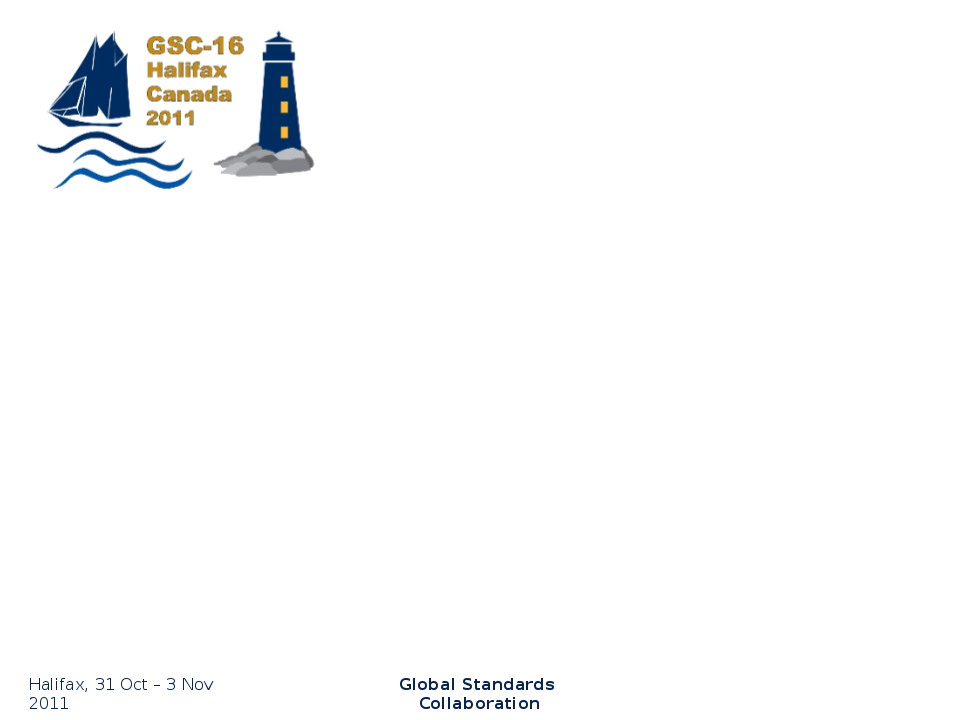 GSC-16
Halifax
Canada
2011
Halifax, 31 Oct – 3 Nov
2011
Global Standards
Collaboration